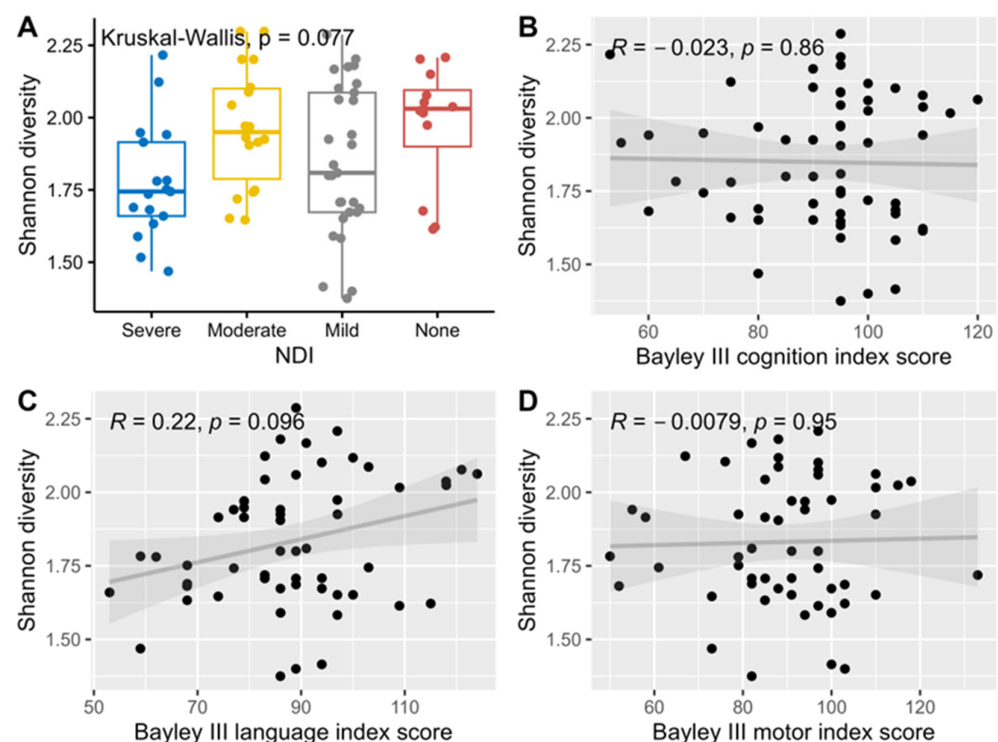 A
Kruskal-Wallis, p = 0.077
Shannon diversity
2.25
2.00
1.75
1.50
Severe Moderate Mild None
NDI
B
R = −0.023, p = 0.86
Shannon diversity
2.25
2.00
1.75
1.50
60 80 100 120
Bayley III cognition index score
C
R = 0.22, p = 0.096
Shannon diversity
2.25
2.00
1.75
1.50
50 70 90 110
Bayley III language index score
D
R = −0.0079, p = 0.95
Shannon diversity
2.25
2.00
1.75
1.50
60 80 100 120
Bayley III motor index score